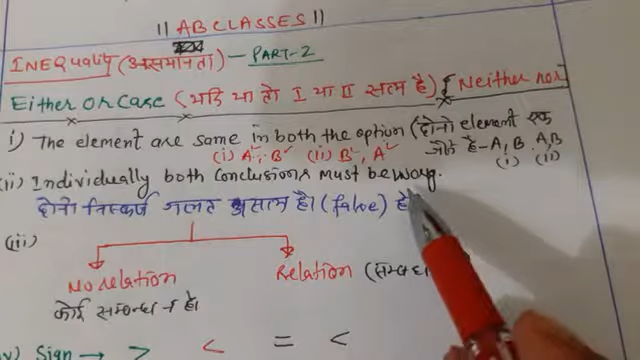 || AB CLASSES ||
INEQuality (असमानता) - PART-2
Either or Case (यदि या तो I या II सत्य है) { Neither nor
i) The element are same in both the option (दोनो element एक
(i) A, B (ii) B, A जैसे है - A, B A,B
(i) (ii)
(ii) Individually both Conclusions must be wrong.
दोनो निष्कर्ष गलत असत्य है। (false) है
(iii)
No relation Relation (सम्बंध
कोई सम्बन्ध न हो।
Sign → > < = <